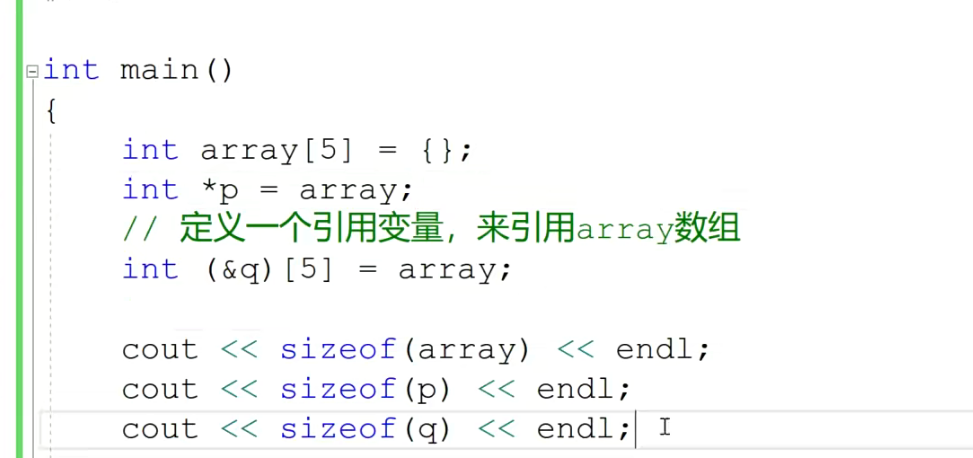 int main()
{
int array[5] = {};
int *p = array;
// 定义一个引用变量，来引用array数组
int (&q)[5] = array;
cout << sizeof(array) << endl;
cout << sizeof(p) << endl;
cout << sizeof(q) << endl;